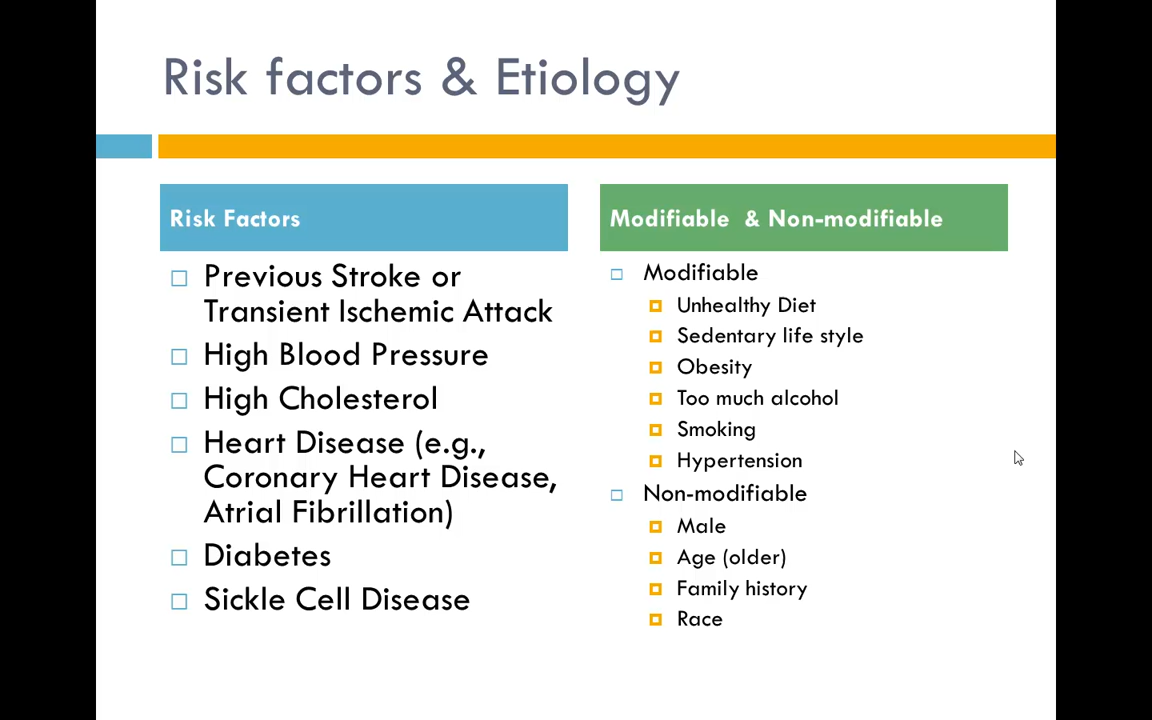 Risk factors & Etiology
Risk Factors
Previous Stroke or
Transient Ischemic Attack
High Blood Pressure
High Cholesterol
Heart Disease (e.g.,
Coronary Heart Disease,
Atrial Fibrillation)
Diabetes
Sickle Cell Disease
Modifiable & Non-modifiable
Modifiable
Unhealthy Diet
Sedentary life style
Obesity
Too much alcohol
Smoking
Hypertension
Non-modifiable
Male
Age (older)
Family history
Race